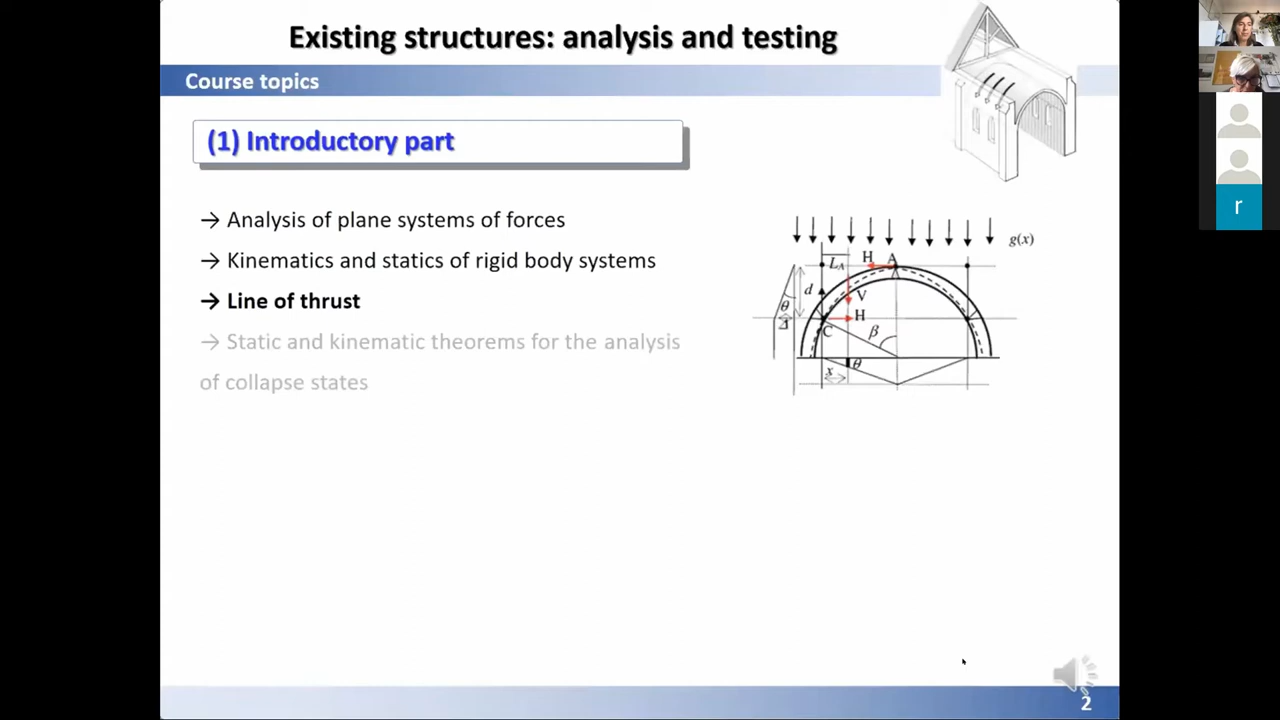 Existing structures: analysis and testing
Course topics
(1) Introductory part
→ Analysis of plane systems of forces
→ Kinematics and statics of rigid body systems
→ Line of thrust
→ Static and kinematic theorems for the analysis
of collapse states
g(x)
H A
L_A
d
V
θ
H
Δ
C β
θ
x
r
2